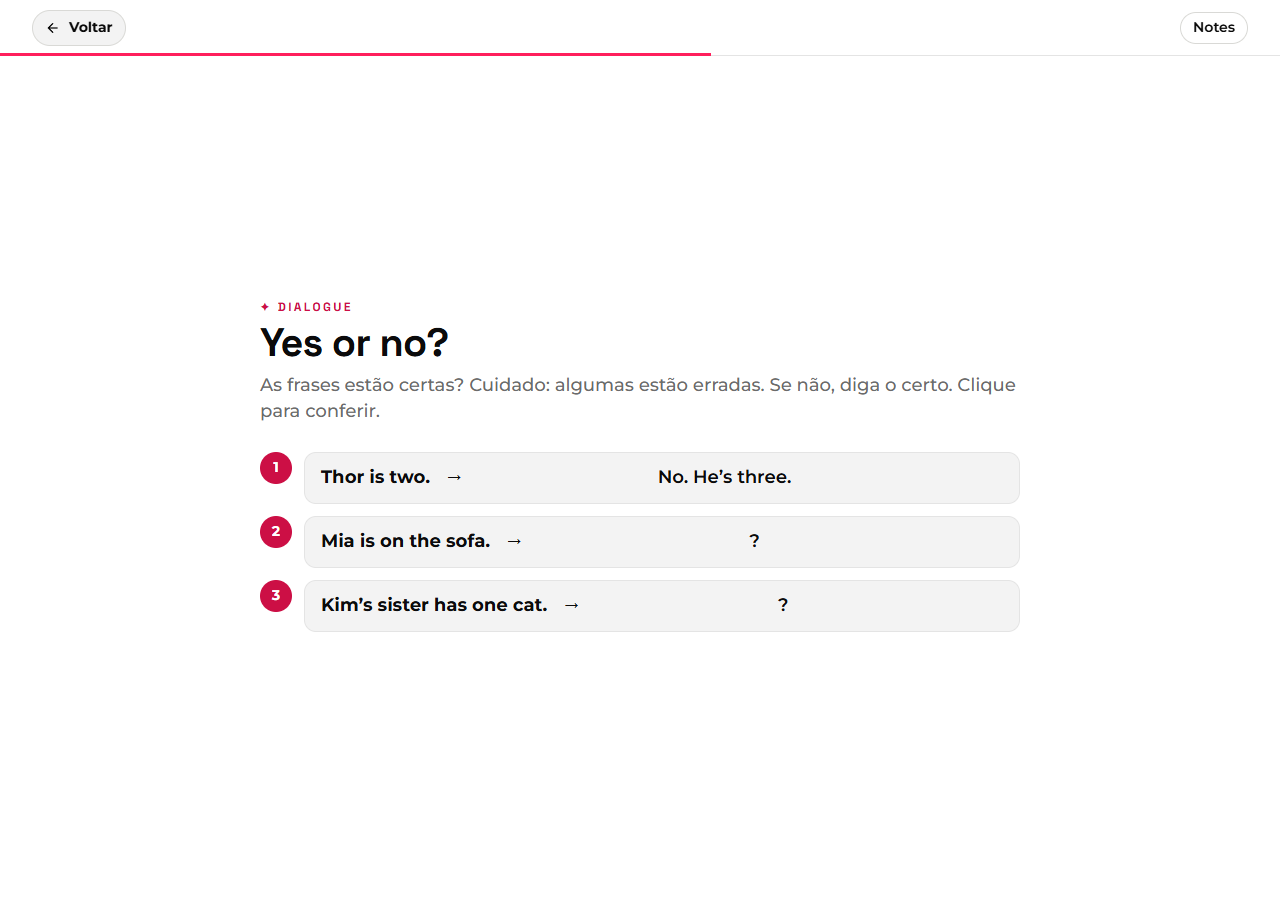 ← Voltar
Notes
✦ DIALOGUE
Yes or no?
As frases estão certas? Cuidado: algumas estão erradas. Se não, diga o certo. Clique
para conferir.
1 Thor is two. → No. He’s three.
2 Mia is on the sofa. → ?
3 Kim’s sister has one cat. → ?